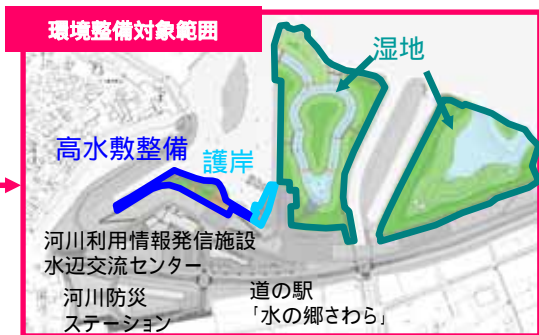 環境整備対象範囲
湿地
高水敷整備
護岸
河川利用情報発信施設
水辺交流センター
河川防災
ステーション
道の駅
「水の郷さわら」